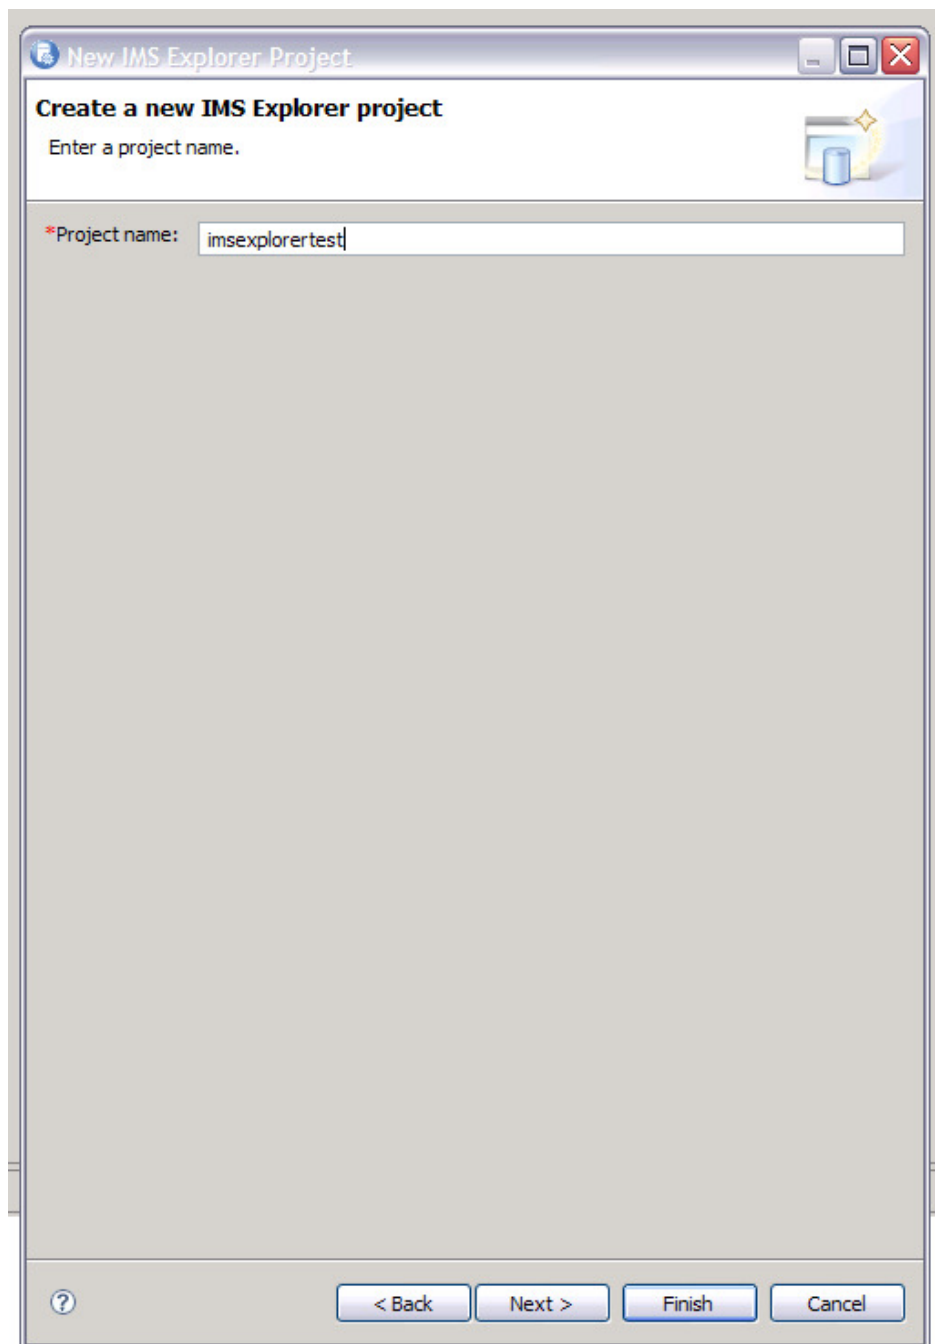 New IMS Explorer Project
Create a new IMS Explorer project
Enter a project name.
*Project name: imsexplorertest
< Back Next > Finish Cancel